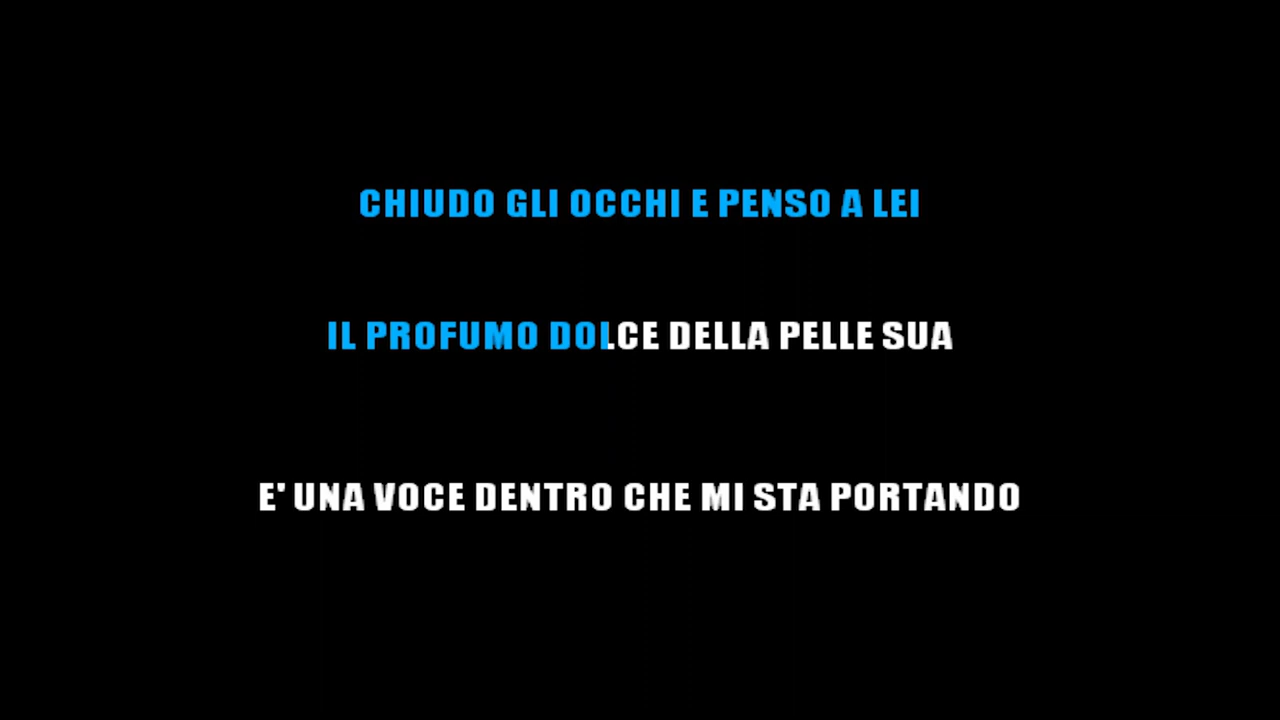 CHIUDO GLI OCCHI E PENSO A LEI
IL PROFUMO DOLCE DELLA PELLE SUA
E' UNA VOCE DENTRO CHE MI STA PORTANDO